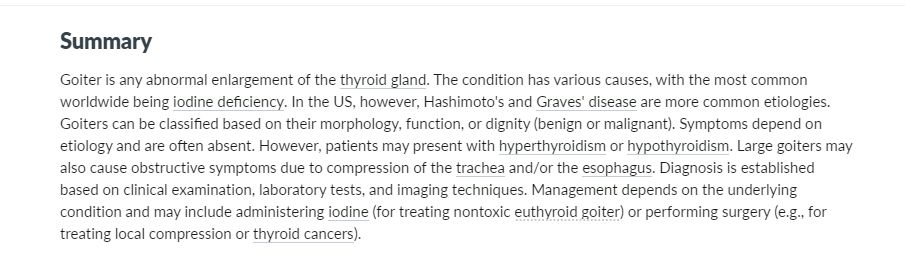 Summary
Goiter is any abnormal enlargement of the thyroid gland. The condition has various causes, with the most common
worldwide being iodine deficiency. In the US, however, Hashimoto's and Graves' disease are more common etiologies.
Goiters can be classified based on their morphology, function, or dignity (benign or malignant). Symptoms depend on
etiology and are often absent. However, patients may present with hyperthyroidism or hypothyroidism. Large goiters may
also cause obstructive symptoms due to compression of the trachea and/or the esophagus. Diagnosis is established
based on clinical examination, laboratory tests, and imaging techniques. Management depends on the underlying
condition and may include administering iodine (for treating nontoxic euthyroid goiter) or performing surgery (e.g., for
treating local compression or thyroid cancers).